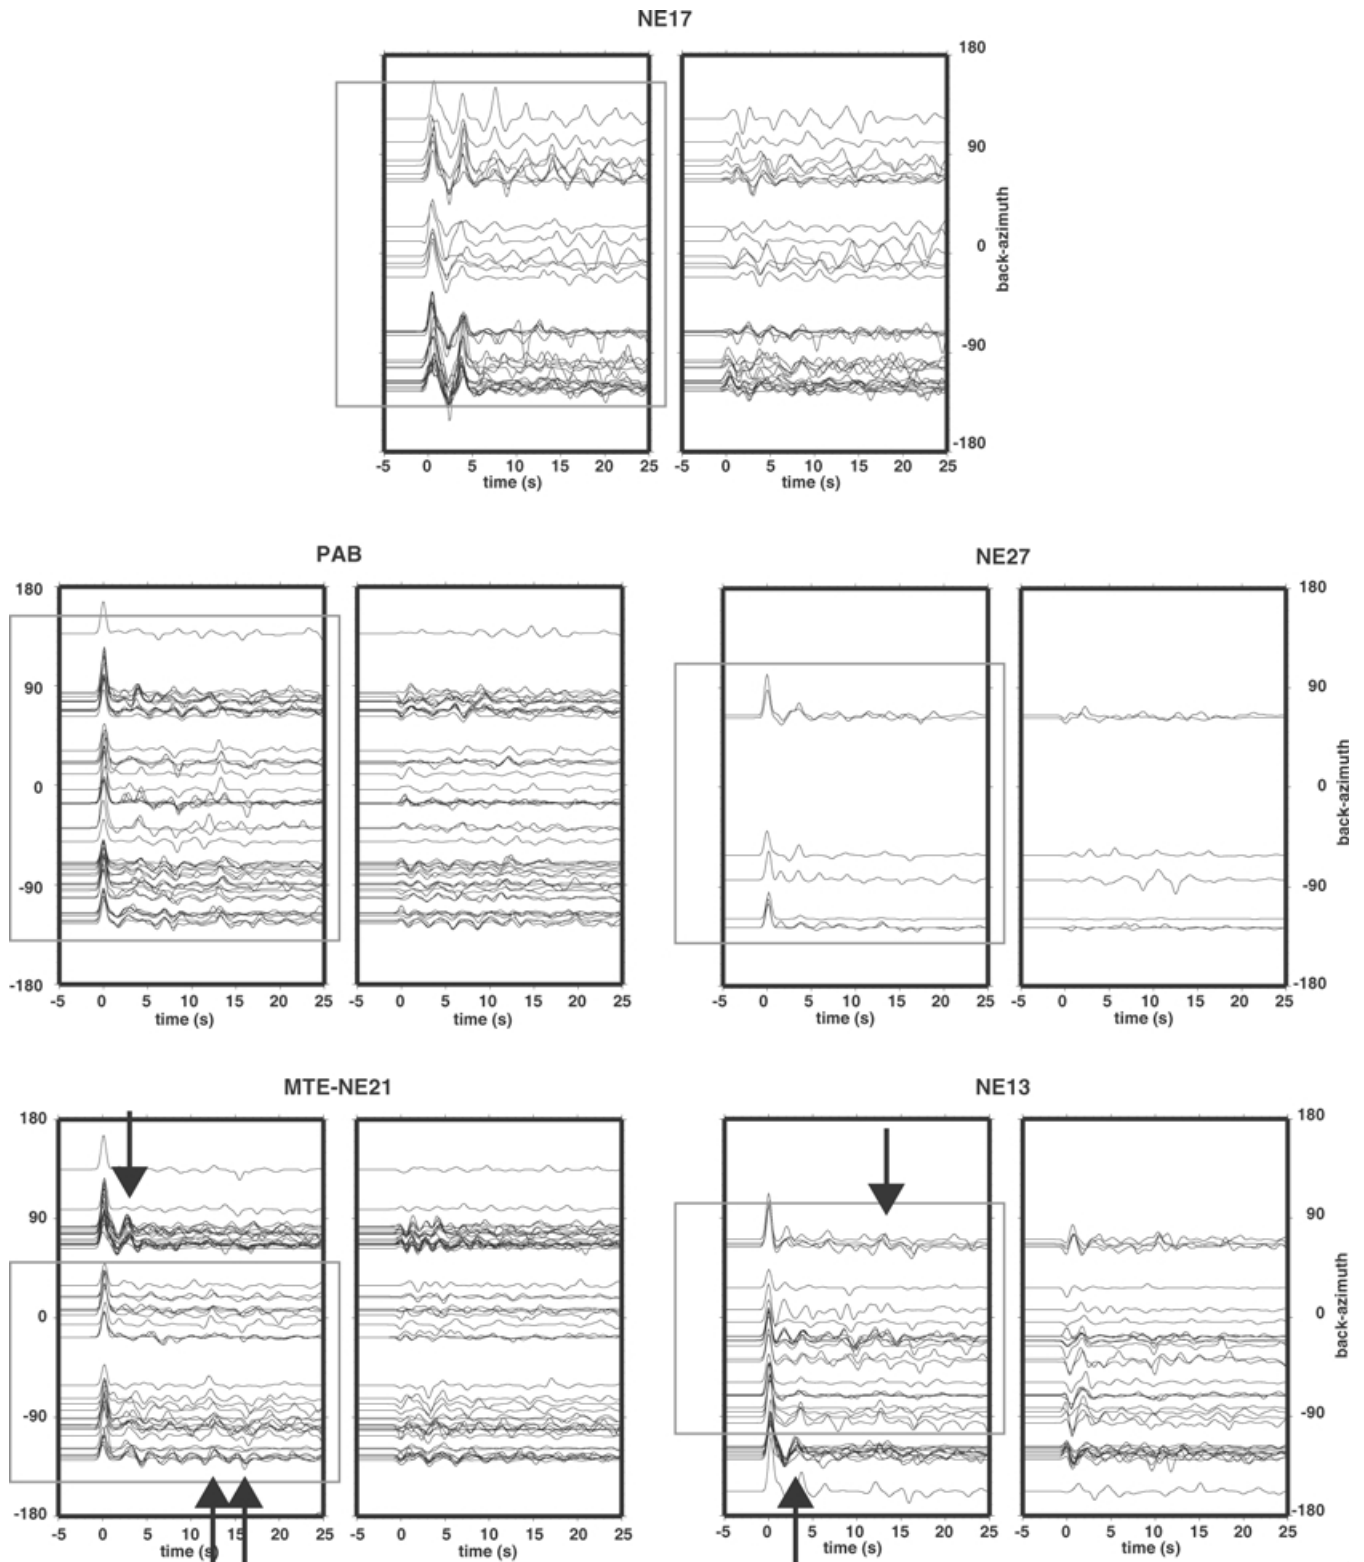 NE17
180
90
0
-90
-180
back-azimuth
-5 0 5 10 15 20 25 -5 0 5 10 15 20 25
time (s) time (s)
PAB NE27
180 180
90 90
0 0
-90 -90
-180 -180
back-azimuth
-5 0 5 10 15 20 25 -5 0 5 10 15 20 25 -5 0 5 10 15 20 25 -5 0 5 10 15 20 25
time (s) time (s) time (s) time (s)
MTE-NE21 NE13
180 180
90 90
0 0
-90 -90
-180 -180
back-azimuth
-5 0 5 10 15 20 25 -5 0 5 10 15 20 25 -5 0 5 10 15 20 25 -5 0 5 10 15 20 25
time (s) time (s) time (s) time (s)